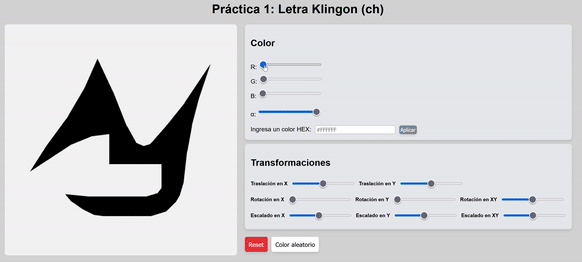 Práctica 1: Letra Klingon (ch)
Color
R:
G:
B:
α:
Ingresa un color HEX: #FFFFFF Aplicar
Transformaciones
Traslación en X Traslación en Y
Rotación en X Rotación en Y Rotación en XY
Escalado en X Escalado en Y Escalado en XY
Reset Color aleatorio